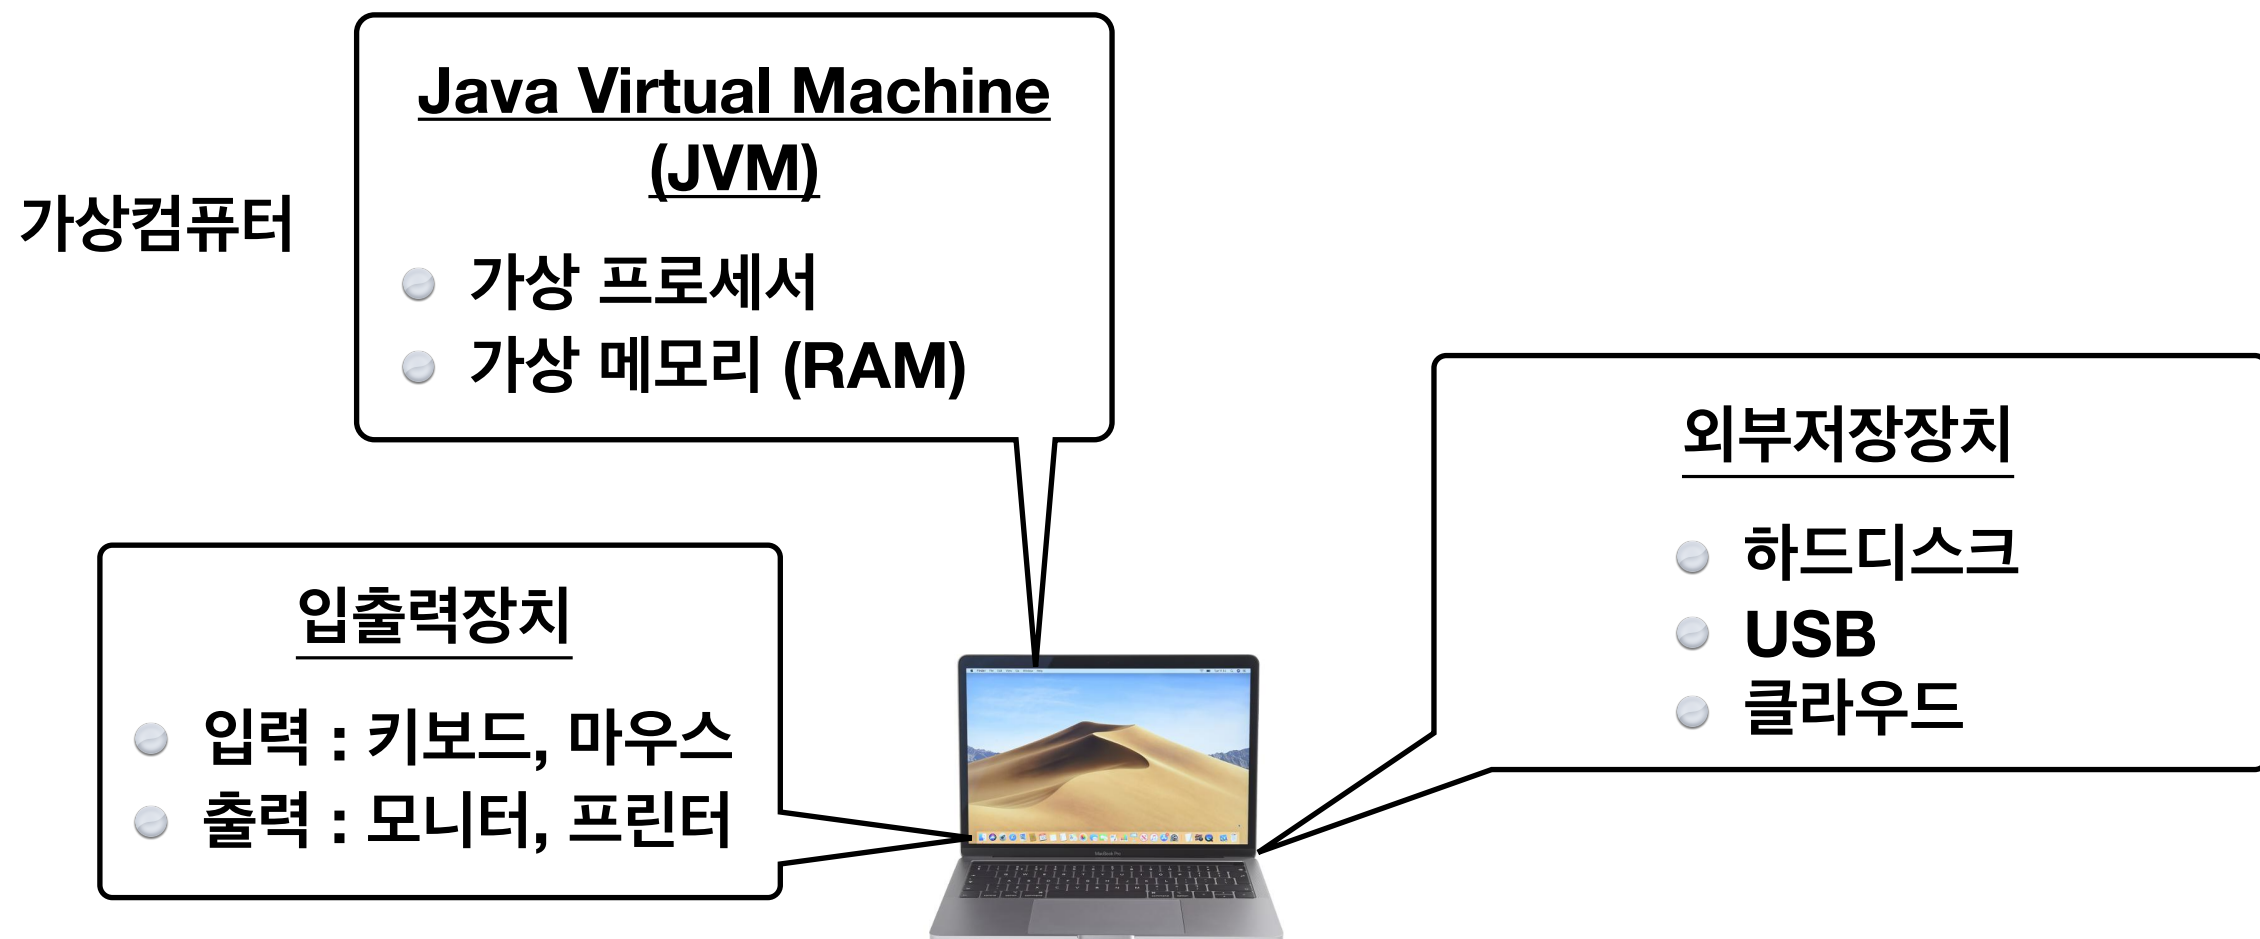 Java Virtual Machine
(JVM)
가상컴퓨터
가상 프로세서
가상 메모리 (RAM)
외부저장장치
하드디스크
USB
클라우드
입출력장치
입력 : 키보드, 마우스
출력 : 모니터, 프린터